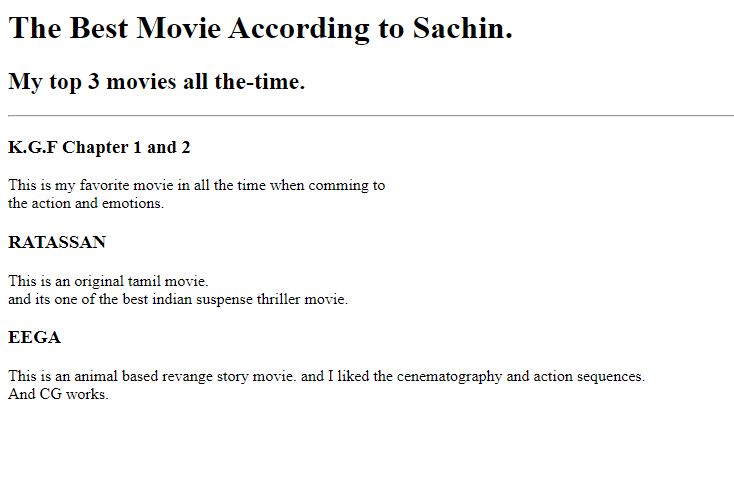 The Best Movie According to Sachin.
My top 3 movies all the-time.
K.G.F Chapter 1 and 2
This is my favorite movie in all the time when comming to
the action and emotions.
RATASSAN
This is an original tamil movie.
and its one of the best indian suspense thriller movie.
EEGA
This is an animal based revange story movie. and I liked the cenematography and action sequences.
And CG works.